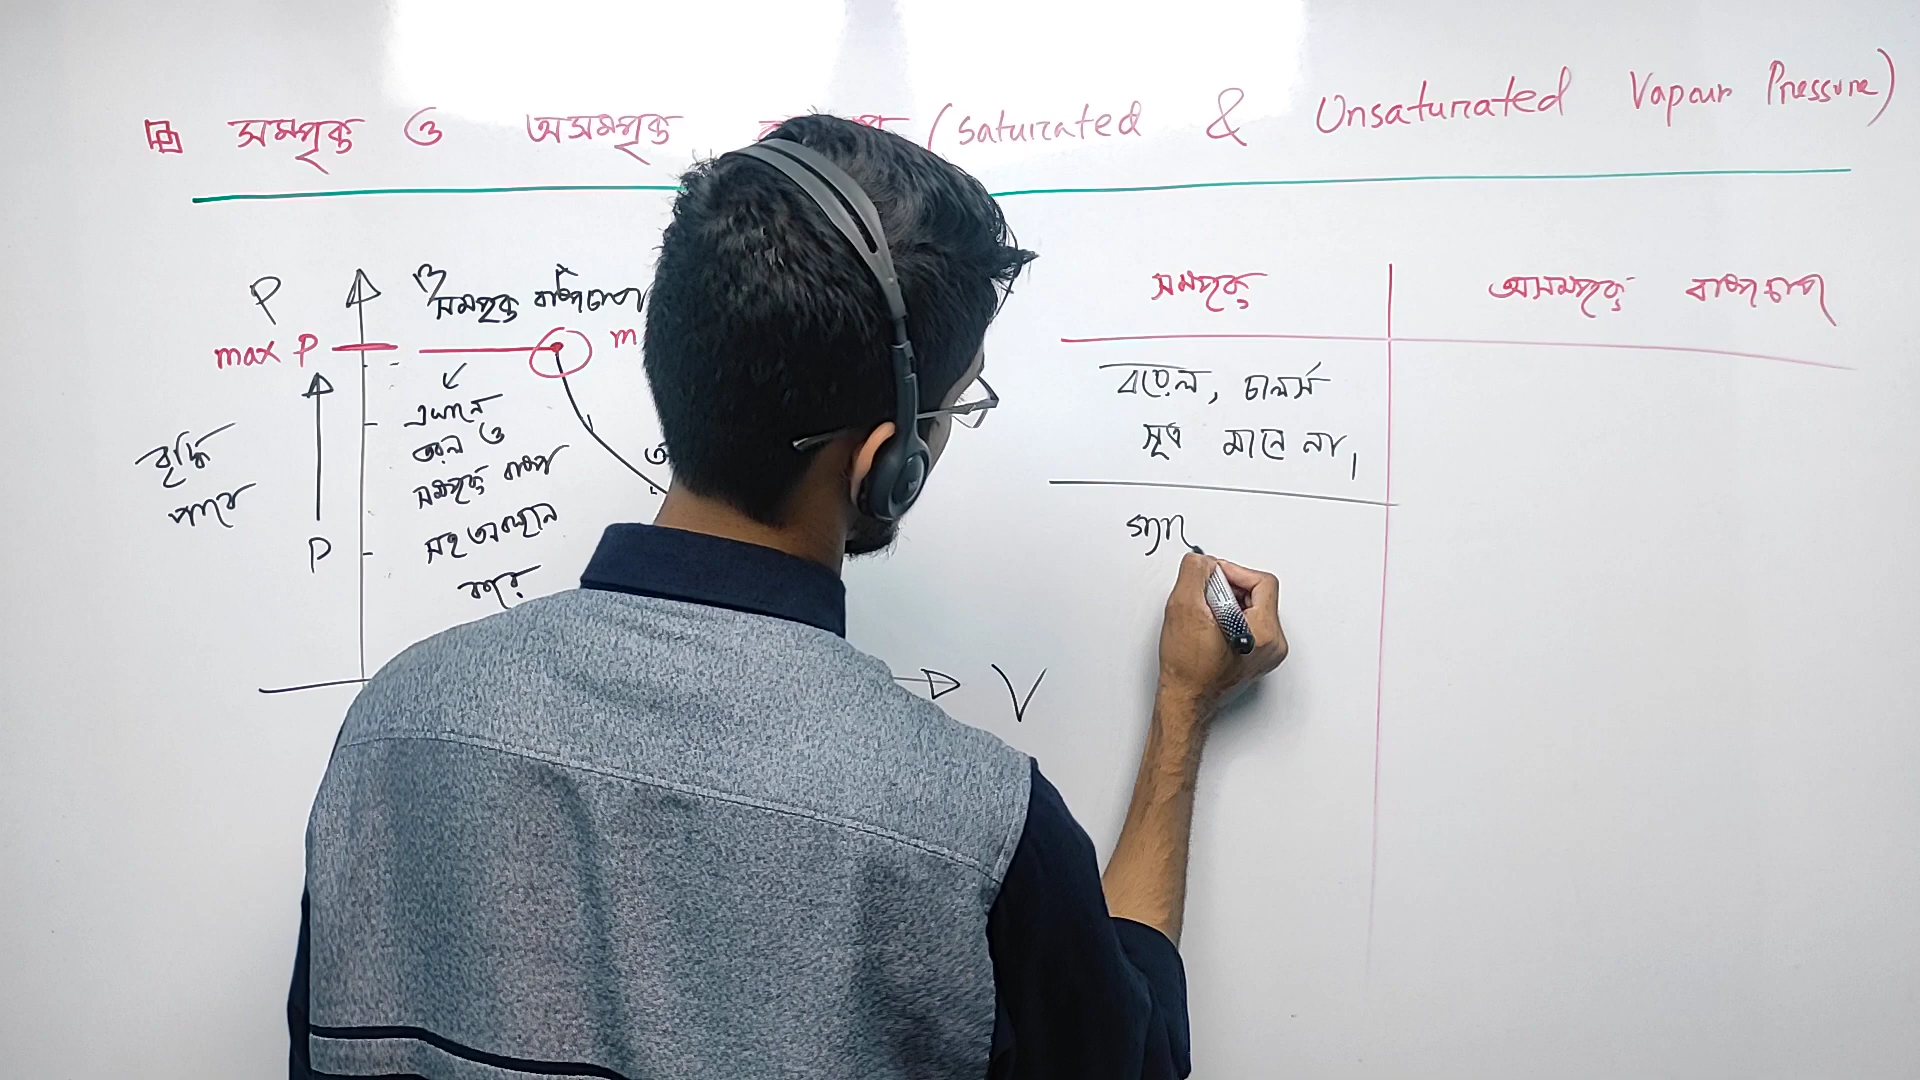 সম্পৃক্ত ও অসম্পৃক্ত (Saturated & Unsaturated Vapour Pressure)
P
সম্পৃক্ত বাষ্পচাপ
max P
m
এখানে
তরল ও
সম্পৃক্ত বাষ্প
সহ অবস্থান
করে
বৃদ্ধি
পাবে
P
V
সম্পৃক্ত
অসম্পৃক্ত বাষ্পচাপ
বয়েল, চার্লস
সূত্র মানে না।
গ্যা